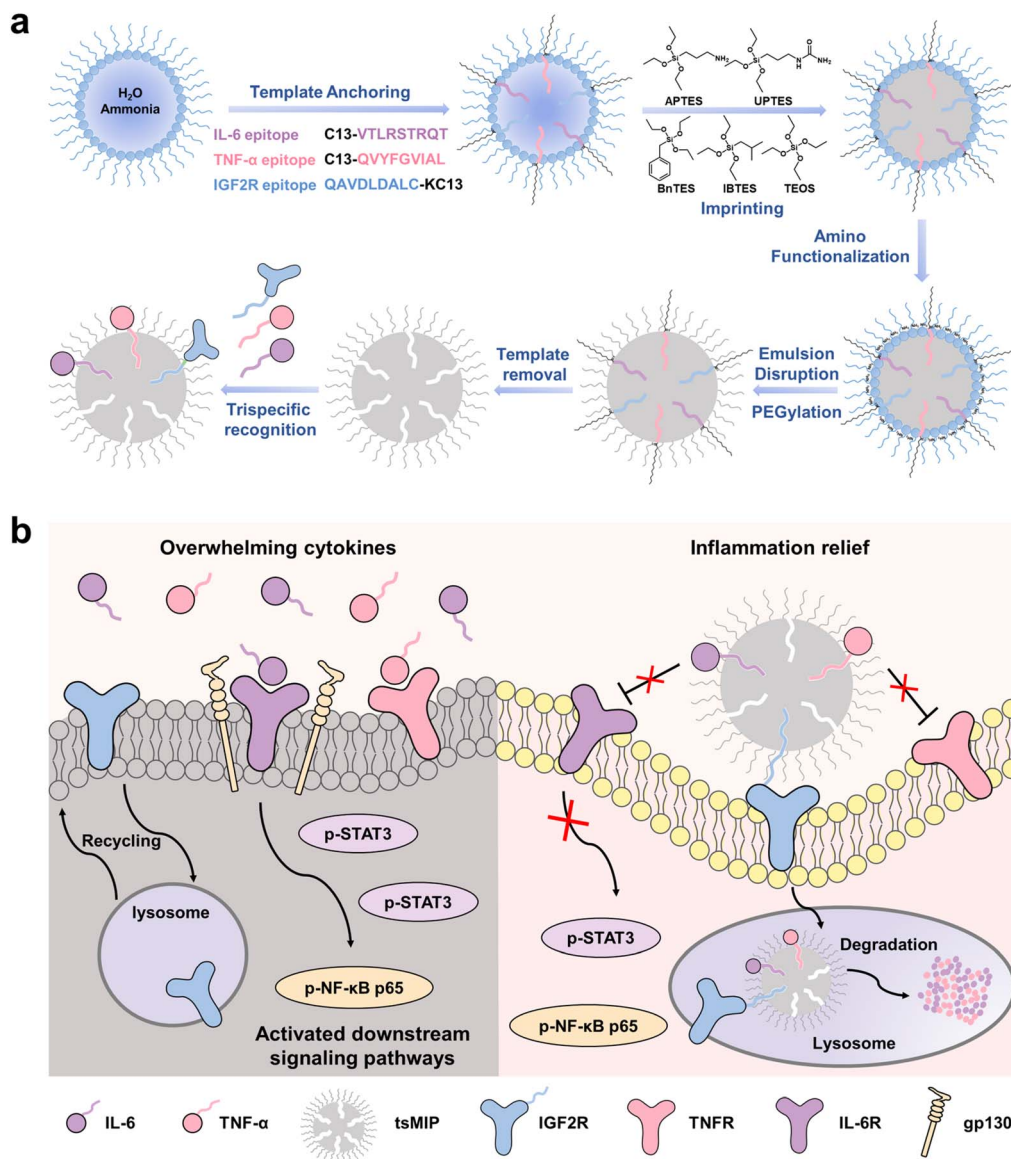 a
H₂O
Ammonia
Template Anchoring
IL-6 epitope C13-VTLRSTRQT
TNF-α epitope C13-QVYFGVIAL
IGF2R epitope QAVDLDALC-KC13
APTES
UPTES
BnTES
IBTES
TEOS
Imprinting
Amino
Functionalization
Emulsion
Disruption
PEGylation
Template
removal
Trispecific
recognition
b
Overwhelming cytokines
Recycling
lysosome
p-STAT3
p-STAT3
p-NF-κB p65
Activated downstream
signaling pathways
Inflammation relief
p-STAT3
p-NF-κB p65
Degradation
Lysosome
IL-6
TNF-α
tsMIP
IGF2R
TNFR
IL-6R
gp130